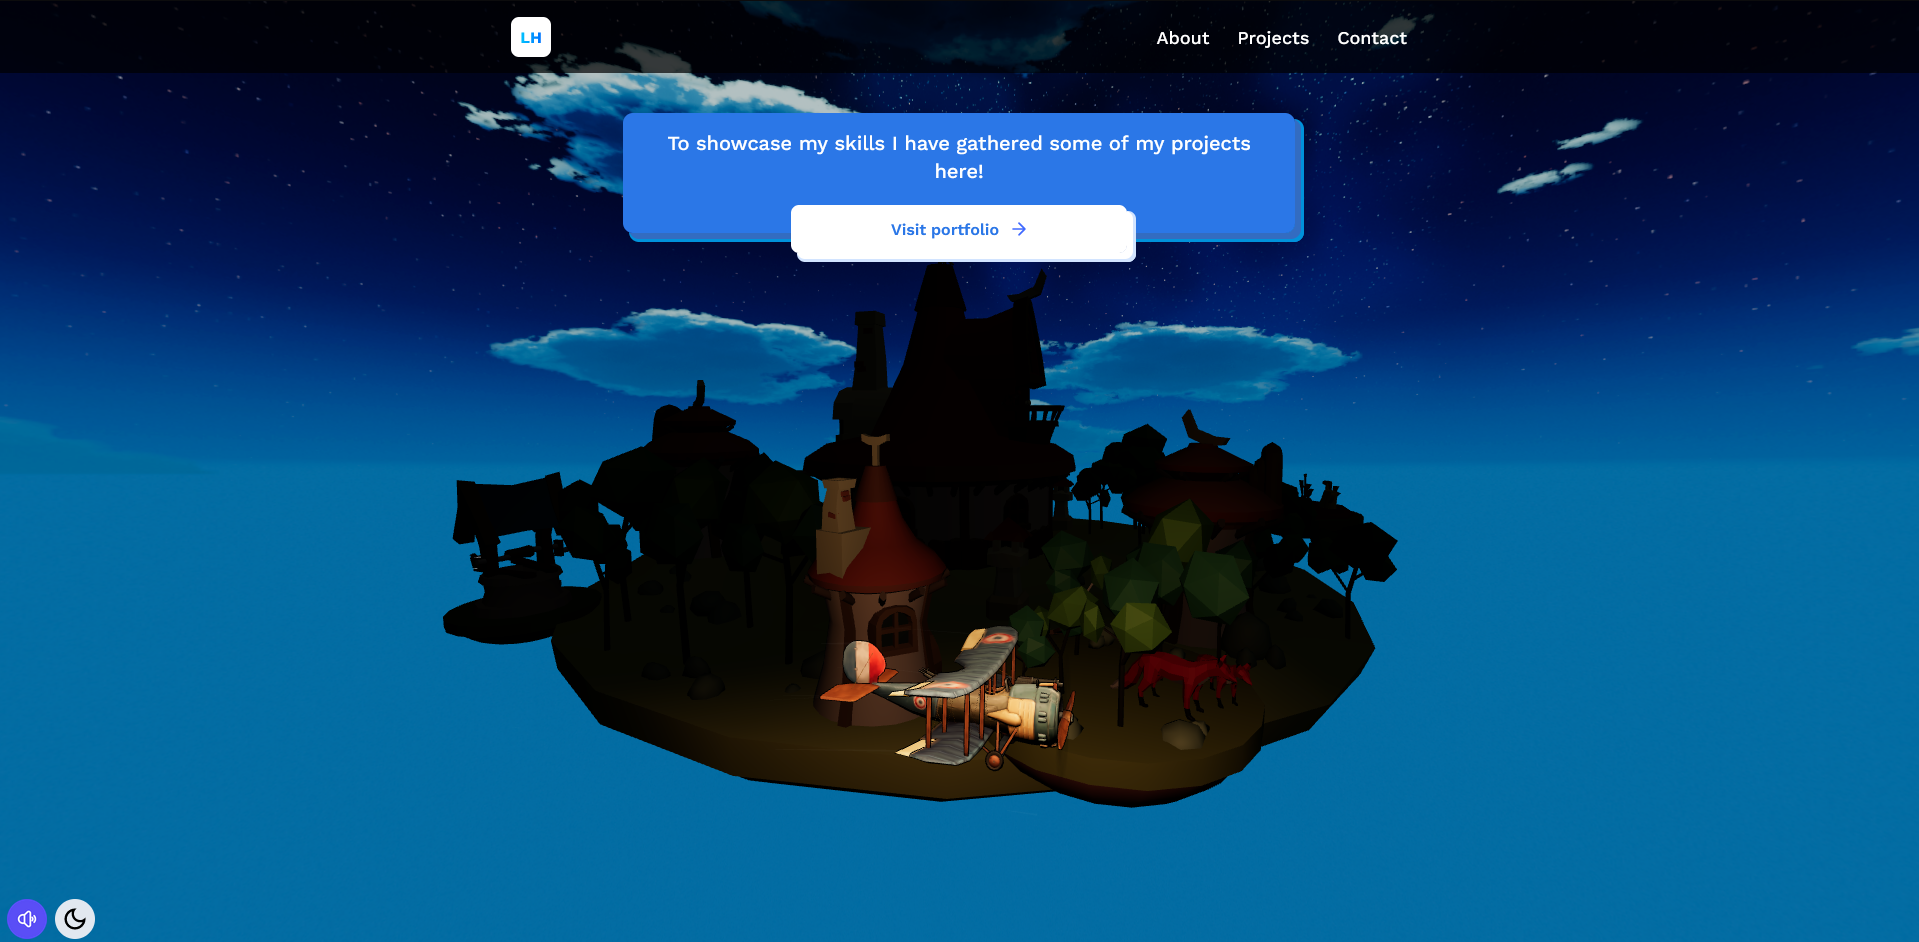 LH
About
Projects
Contact
To showcase my skills I have gathered some of my projects
here!
Visit portfolio